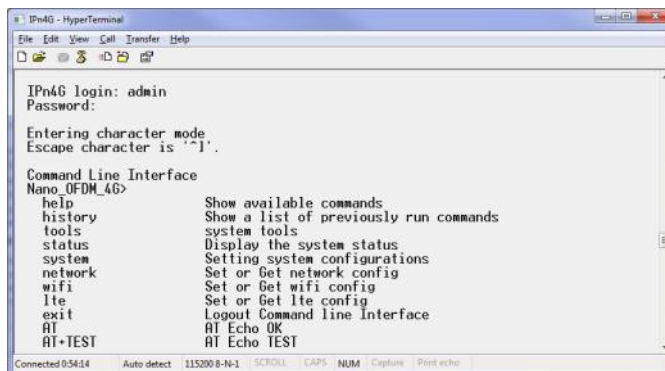 IPn4G - HyperTerminal
File Edit View Call Transfer Help
IPn4G login: admin
Password:
Entering character mode
Escape character is '^]'.
Command Line Interface
Nano_OFDM_4G>
help Show available commands
history Show a list of previously run commands
tools system tools
status Display the system status
system Setting system configurations
network Set or Get network config
wifi Set or Get wifi config
lte Set or Get lte config
exit Logout Command line Interface
AT AT Echo OK
AT+TEST AT Echo TEST
Connected 0:54:14 Auto detect 115200 8-N-1 SCROLL CAPS NUM Capture Print echo